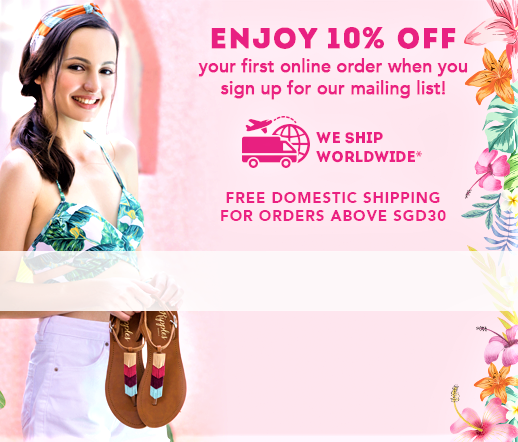 ENJOY 10% OFF
your first online order when you
sign up for our mailing list!
WE SHIP
WORLDWIDE*
FREE DOMESTIC SHIPPING
FOR ORDERS ABOVE SGD30